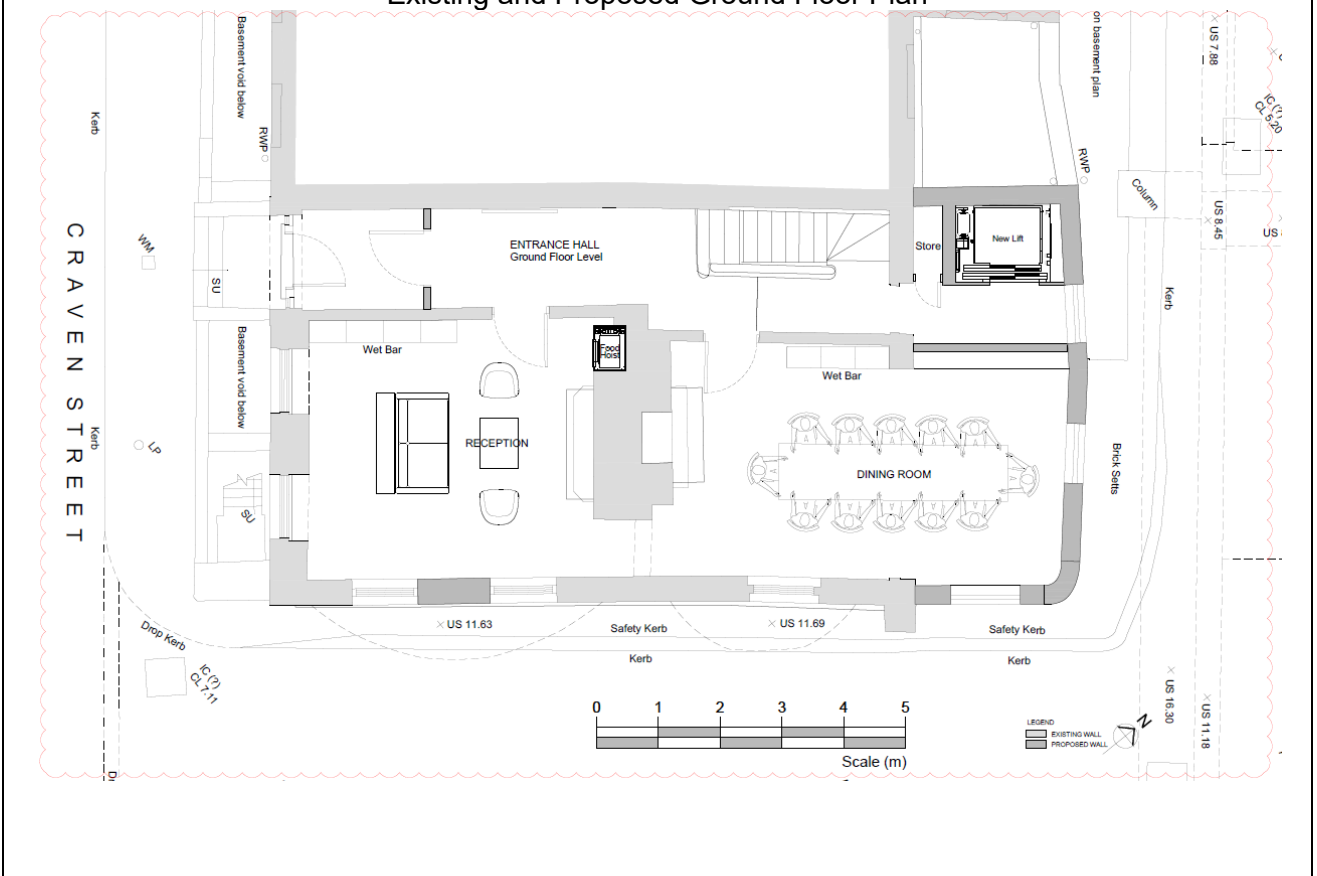 Existing and Proposed Ground Floor Plan
Basement void below
on basement plan
US 7.88
IC (?)
CL 5.20
Kerb
RWP
RWP
Column
US 8.45
US
CRAVEN STREET
WM
SU
ENTRANCE HALL
Ground Floor Level
Store
New Lift
Kerb
Basement void below
Wet Bar
Food
Hoist
Wet Bar
Kerb
LP
RECEPTION
DINING ROOM
Brick Setts
SU
US 11.63
US 11.69
Drop Kerb
Safety Kerb
Safety Kerb
Kerb
Kerb
IC (?)
CL 7.11
US 16.30
US 11.18
0 1 2 3 4 5
Scale (m)
LEGEND
EXISTING WALL
PROPOSED WALL
N